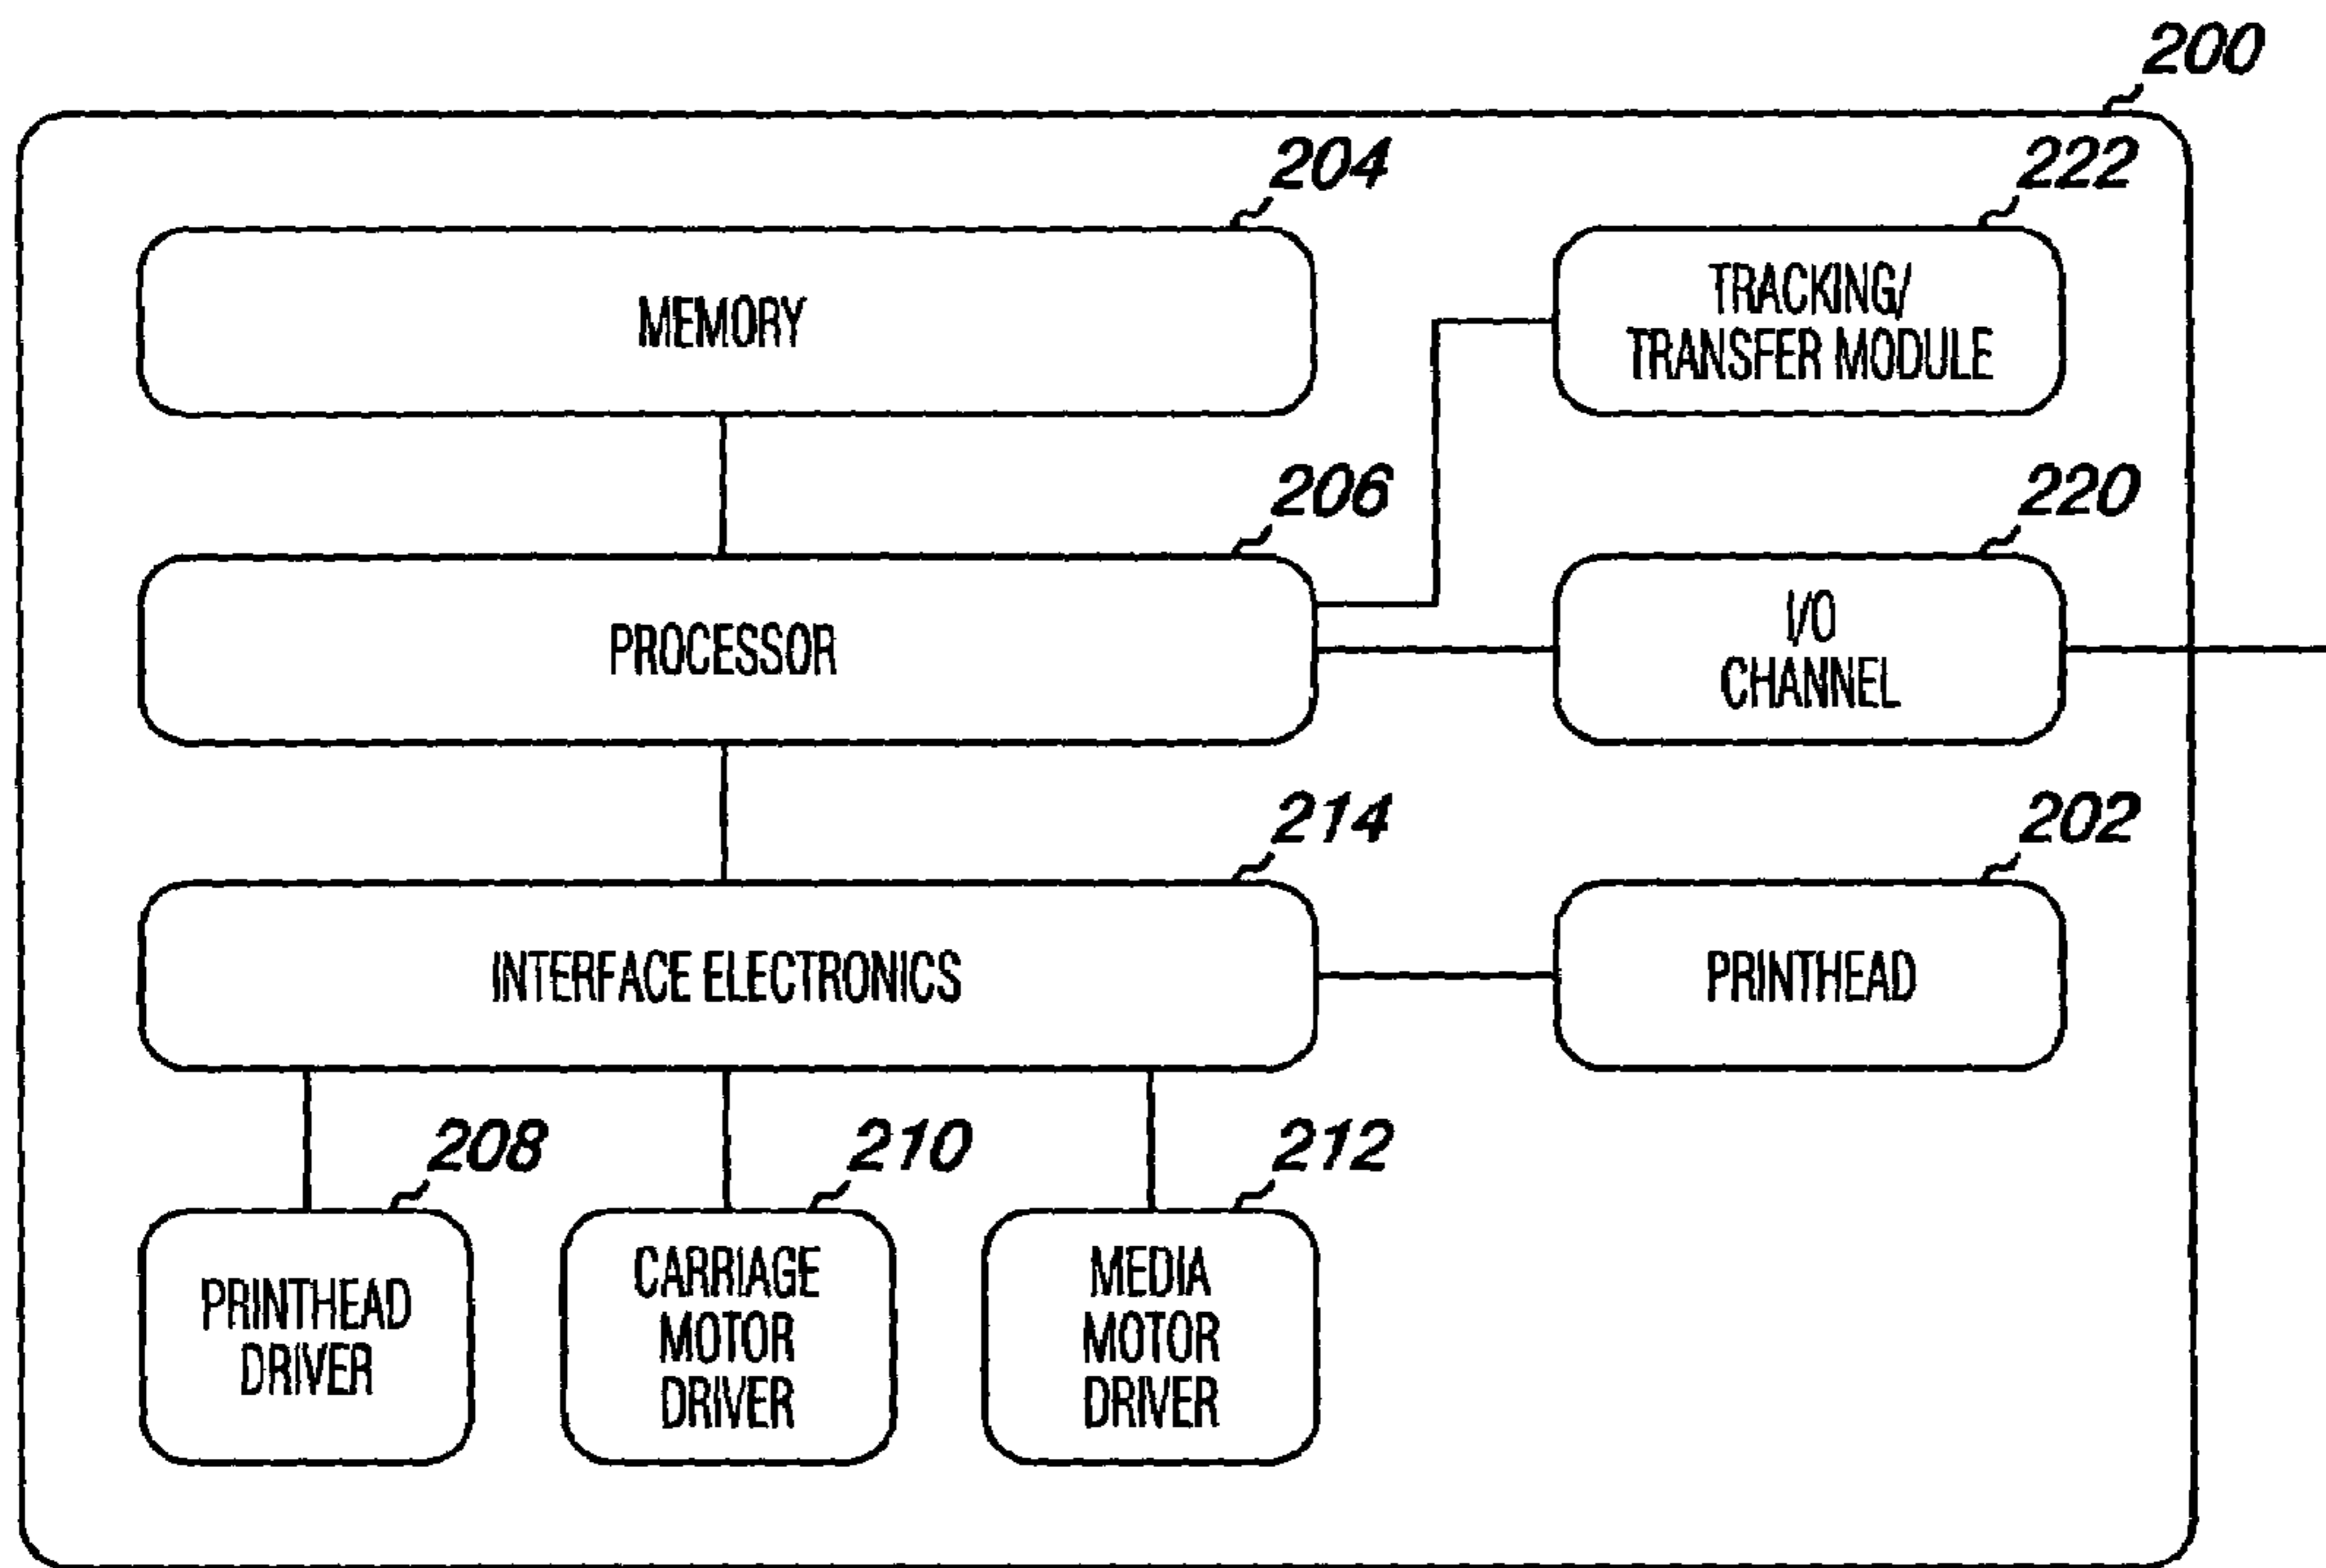 200
204
222
MEMORY
TRACKING/
TRANSFER MODULE
206
220
PROCESSOR
I/O
CHANNEL
214
202
INTERFACE ELECTRONICS
PRINTHEAD
208
210
212
PRINTHEAD
DRIVER
CARRIAGE
MOTOR
DRIVER
MEDIA
MOTOR
DRIVER